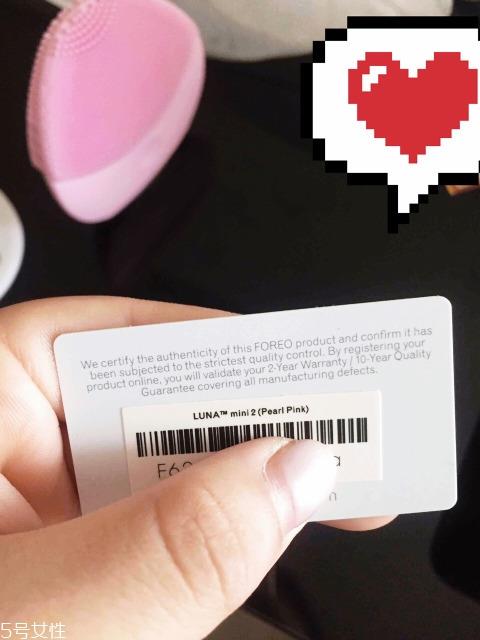 We certify the authenticity of this FOREO product and confirm it has
been subjected to the strictest quality control. By registering your
product online, you will validate your 2-Year Warranty / 10-Year Quality
Guarantee covering all manufacturing defects.
LUNA™ mini 2 (Pearl Pink)
5号女性